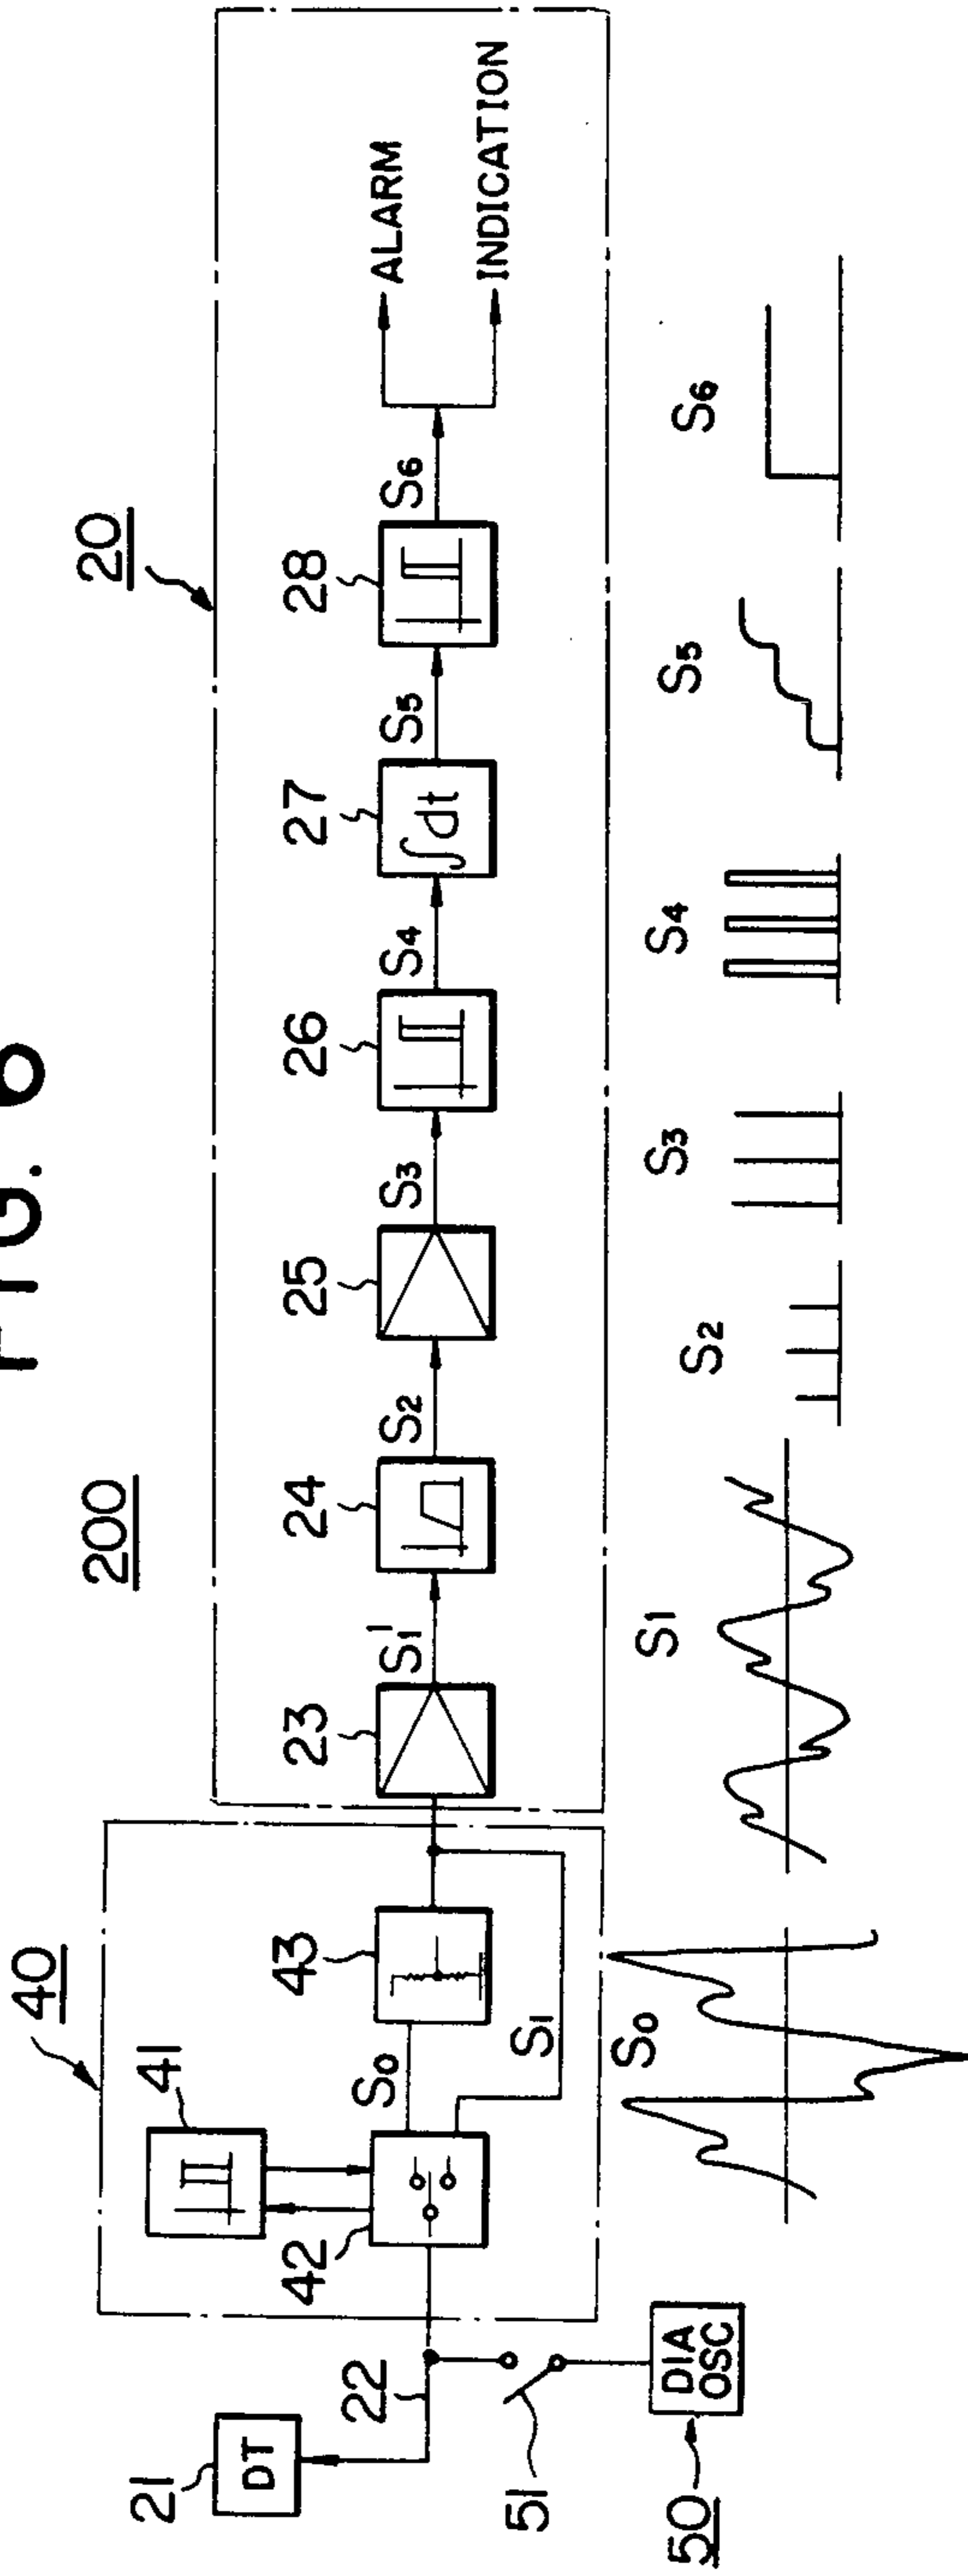 FIG. 6
200
20
40
41
42
43
S0
S1
23
S1'
24
S2
25
S3
26
S4
27
∫dt
S5
28
S6
ALARM
INDICATION
21
DT
22
51
50
DIA
OSC
S0
S1
S2
S3
S4
S5
S6